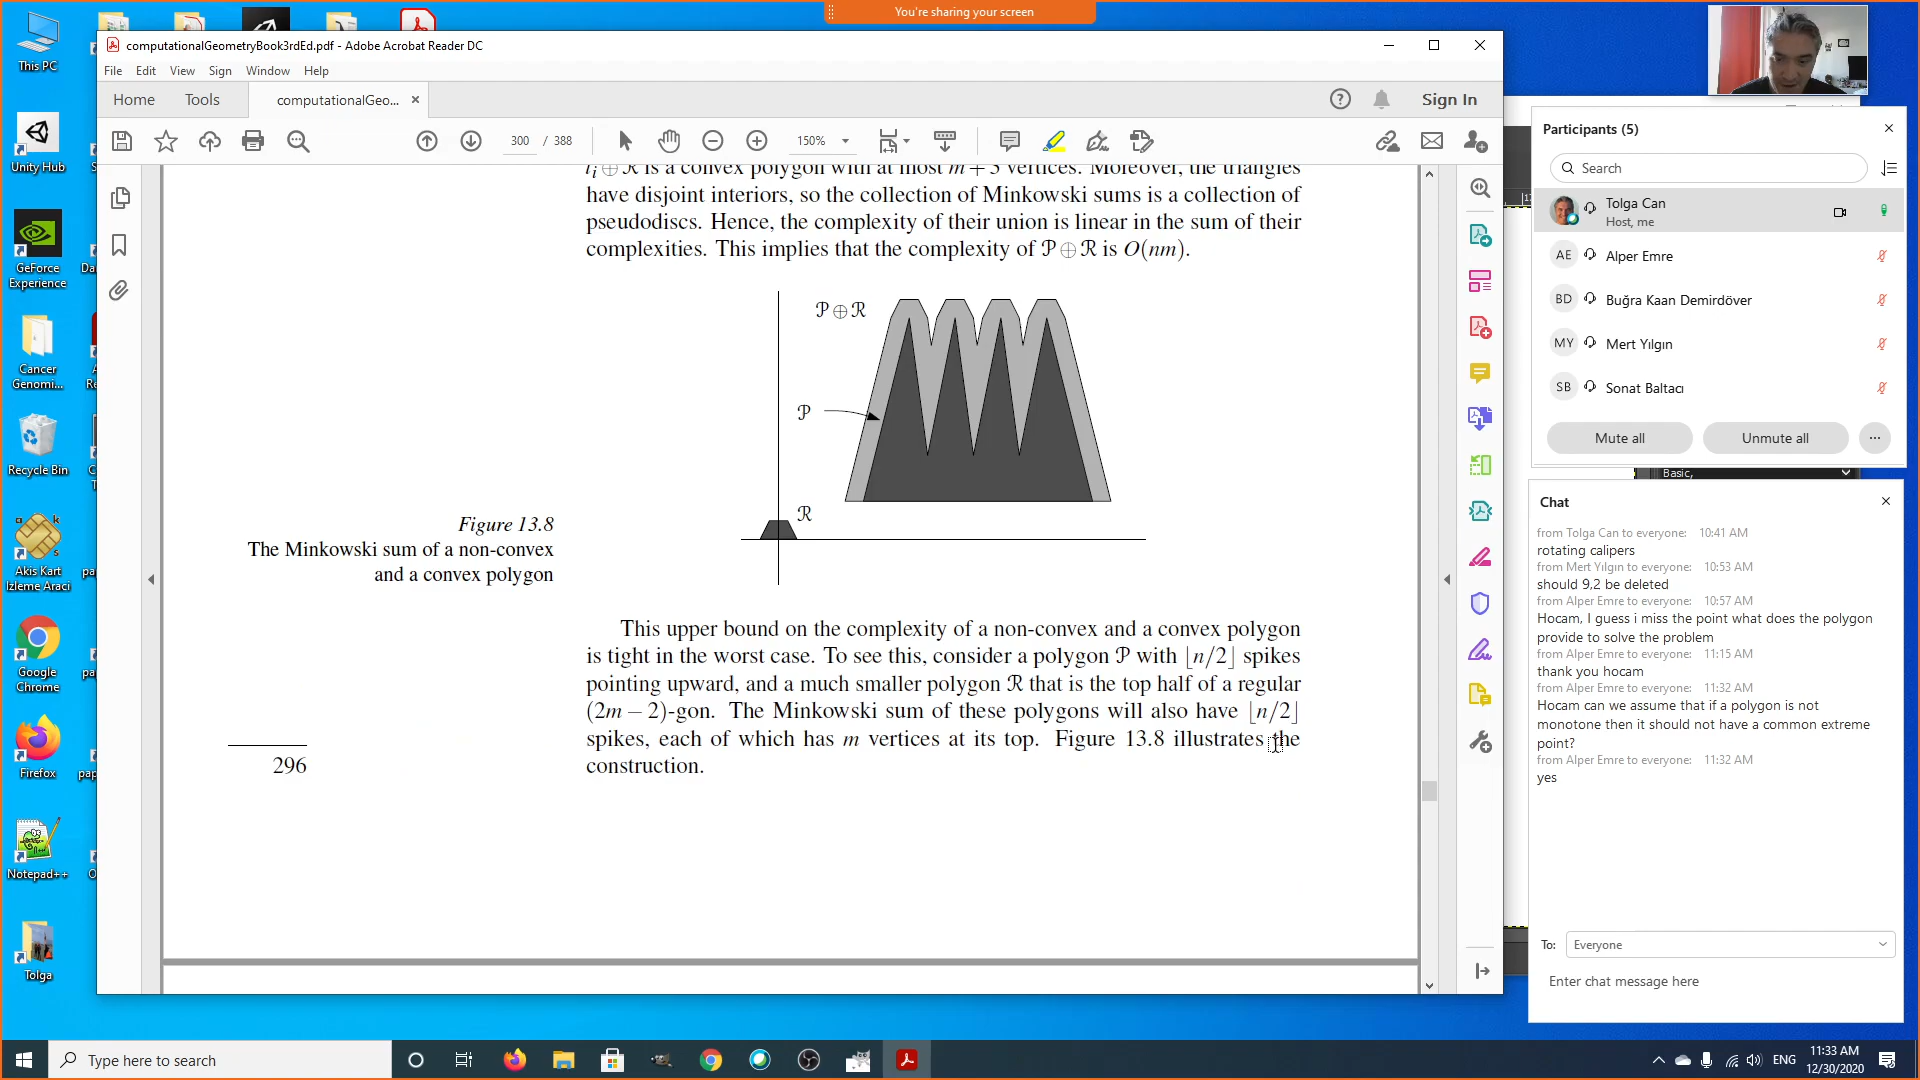 You're sharing your screen
This PC
Unity Hub
GeForce
Experience
Cancer
Genomi...
Recycle Bin
Akis Kart
İzleme Araci
Google
Chrome
Firefox
Notepad++
Tolga
computationalGeometryBook3rdEd.pdf - Adobe Acrobat Reader DC
File Edit View Sign Window Help
Home Tools computationalGeo... × Sign In
300 / 388 150%
have disjoint interiors, so the collection of Minkowski sums is a collection of
pseudodiscs. Hence, the complexity of their union is linear in the sum of their
complexities. This implies that the complexity of 𝒫 ⊕ ℛ is O(nm).
𝒫 ⊕ ℛ
𝒫
ℛ
Figure 13.8
The Minkowski sum of a non-convex
and a convex polygon
This upper bound on the complexity of a non-convex and a convex polygon
is tight in the worst case. To see this, consider a polygon 𝒫 with ⌊n/2⌋ spikes
pointing upward, and a much smaller polygon ℛ that is the top half of a regular
(2m − 2)-gon. The Minkowski sum of these polygons will also have ⌊n/2⌋
spikes, each of which has m vertices at its top. Figure 13.8 illustrates the
construction.
296
Participants (5)
Search
Tolga Can
Host, me
AE Alper Emre
BD Buğra Kaan Demirdöver
MY Mert Yılgın
SB Sonat Baltacı
Mute all Unmute all ...
Basic,
Chat
from Tolga Can to everyone: 10:41 AM
rotating calipers
from Mert Yılgın to everyone: 10:53 AM
should 9,2 be deleted
from Alper Emre to everyone: 10:57 AM
Hocam, I guess i miss the point what does the polygon
provide to solve the problem
from Alper Emre to everyone: 11:15 AM
thank you hocam
from Alper Emre to everyone: 11:32 AM
Hocam can we assume that if a polygon is not
monotone then it should not have a common extreme
point?
from Alper Emre to everyone: 11:32 AM
yes
To: Everyone
Enter chat message here
Type here to search
ENG
11:33 AM
12/30/2020